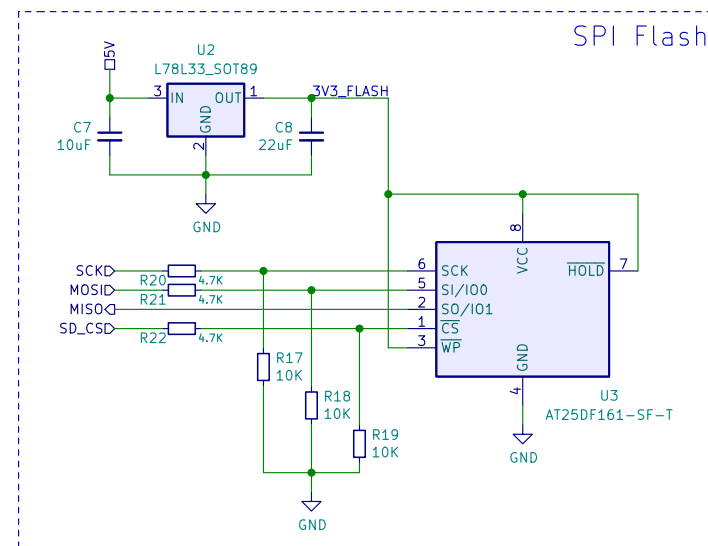 SPI Flash
5V
U2
L78L33_SOT89
3 IN OUT 1
GND
2
3V3_FLASH
C7
10uF
C8
22uF
GND
8
VCC
SCK
R20
4.7K
6 SCK
HOLD 7
MOSI
R21
4.7K
5 SI/IO0
MISO
2 SO/IO1
SD_CS
R22
4.7K
1 CS
3 WP
GND
4
R17
10K
R18
10K
R19
10K
U3
AT25DF161-SF-T
GND
GND